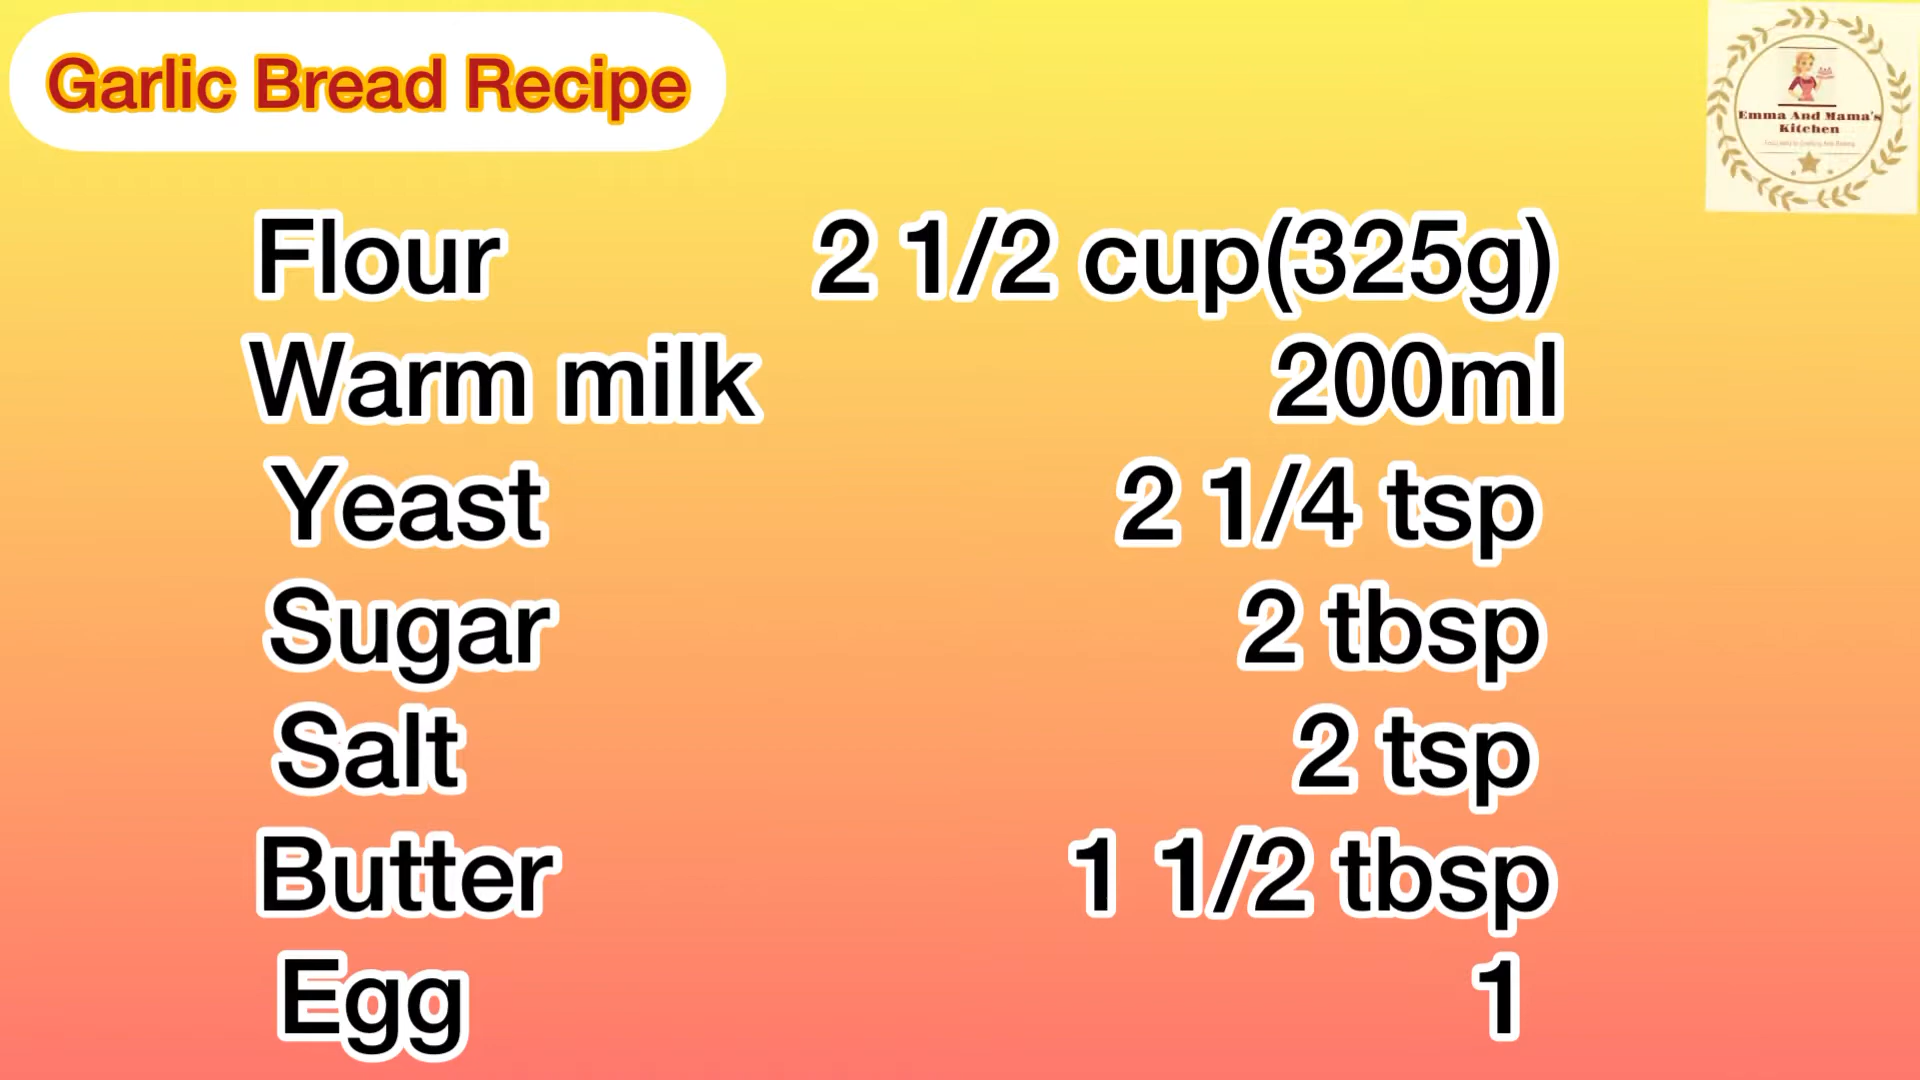 Garlic Bread Recipe
Emma And Mama's
Kitchen
Flour 2 1/2 cup(325g)
Warm milk 200ml
Yeast 2 1/4 tsp
Sugar 2 tbsp
Salt 2 tsp
Butter 1 1/2 tbsp
Egg 1